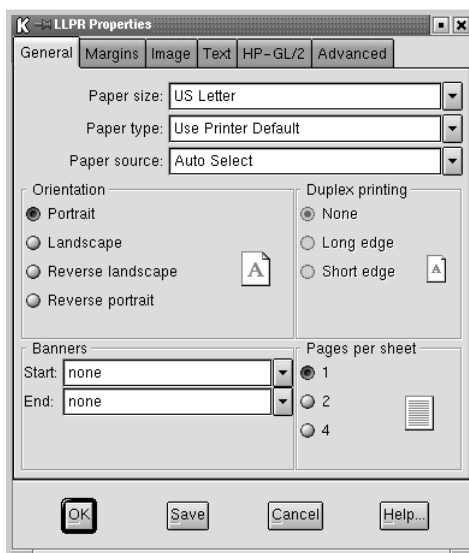 K LLPR Properties
General Margins Image Text HP-GL/2 Advanced
Paper size: US Letter
Paper type: Use Printer Default
Paper source: Auto Select
Orientation
Portrait
Landscape
Reverse landscape
Reverse portrait
A
Duplex printing
None
Long edge
Short edge
A
Banners
Start: none
End: none
Pages per sheet
1
2
4
OK Save Cancel Help...